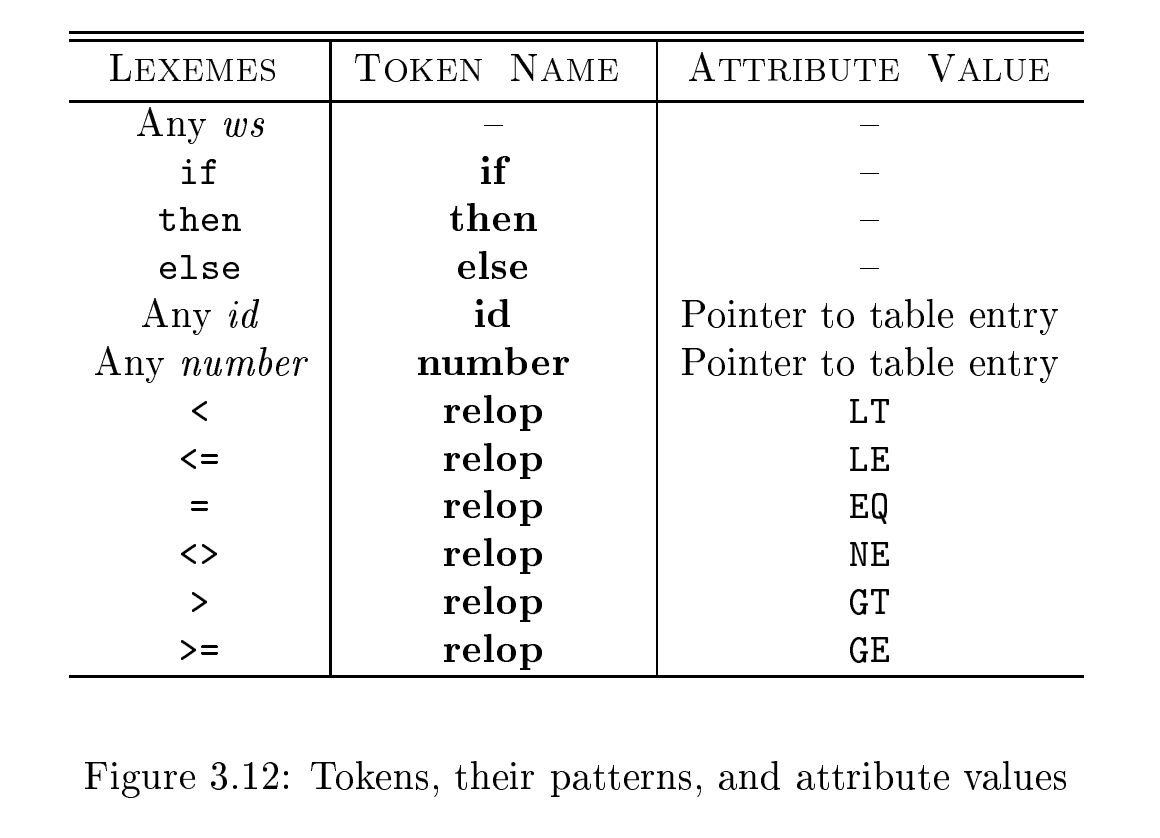 LEXEMES TOKEN NAME ATTRIBUTE VALUE
Any ws – –
if if –
then then –
else else –
Any id id Pointer to table entry
Any number number Pointer to table entry
< relop LT
<= relop LE
= relop EQ
<> relop NE
> relop GT
>= relop GE
Figure 3.12: Tokens, their patterns, and attribute values